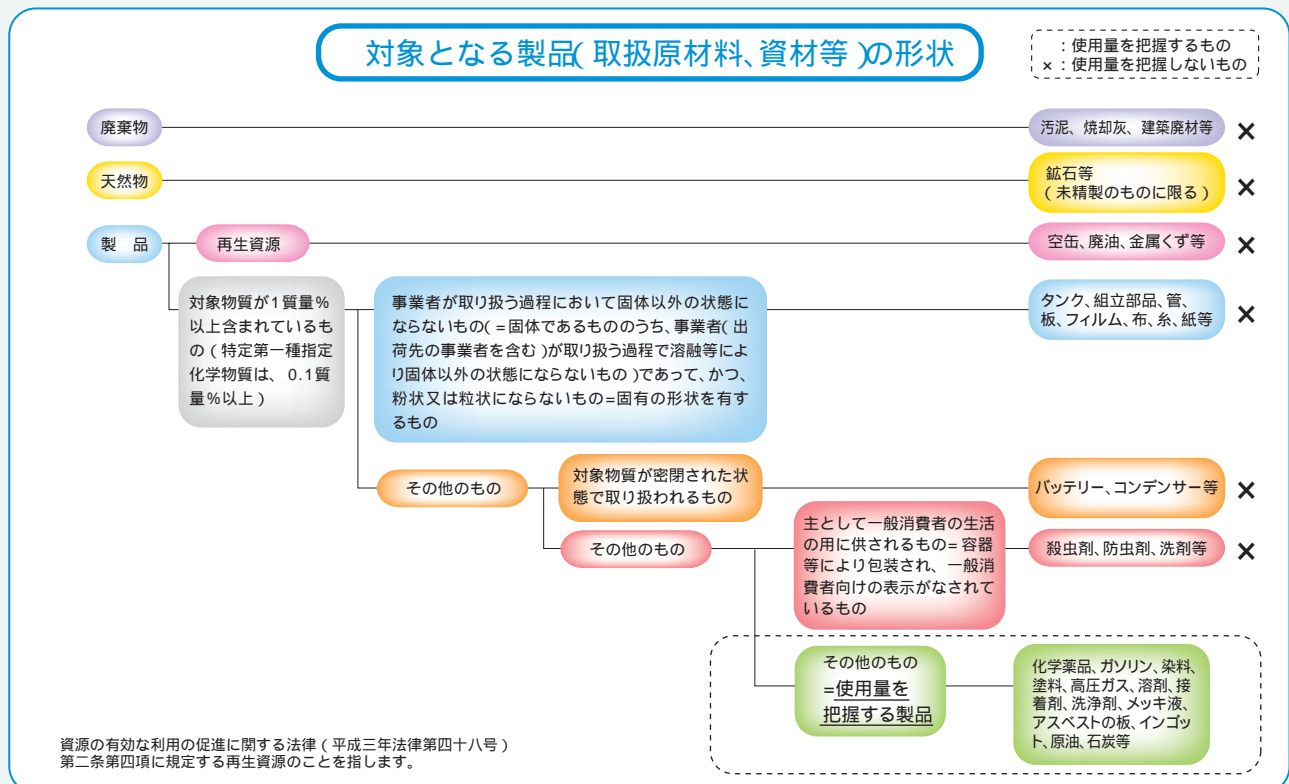 対象となる製品(取扱原材料、資材等)の形状
：使用量を把握するもの
×：使用量を把握しないもの
廃棄物
汚泥、焼却灰、建築廃材等
×
天然物
鉱石等
(未精製のものに限る)
×
製 品
再生資源
空缶、廃油、金属くず等
×
対象物質が1質量%
以上含まれているも
の(特定第一種指定
化学物質は、0.1質
量%以上)
事業者が取り扱う過程において固体以外の状態に
ならないもの(=固体であるもののうち、事業者(出
荷先の事業者を含む)が取り扱う過程で溶融等によ
り固体以外の状態にならないもの)であって、かつ、
粉状又は粒状にならないもの=固有の形状を有す
るもの
タンク、組立部品、管、
板、フィルム、布、糸、紙等
×
その他のもの
対象物質が密閉された状
態で取り扱われるもの
バッテリー、コンデンサー等
×
その他のもの
主として一般消費者の生活
の用に供されるもの=容器
等により包装され、一般消
費者向けの表示がなされて
いるもの
殺虫剤、防虫剤、洗剤等
×
その他のもの
=使用量を
把握する製品
化学薬品、ガソリン、染料、
塗料、高圧ガス、溶剤、接
着剤、洗浄剤、メッキ液、
アスベストの板、インゴッ
ト、原油、石炭等
資源の有効な利用の促進に関する法律(平成三年法律第四十八号)
第二条第四項に規定する再生資源のことを指します。